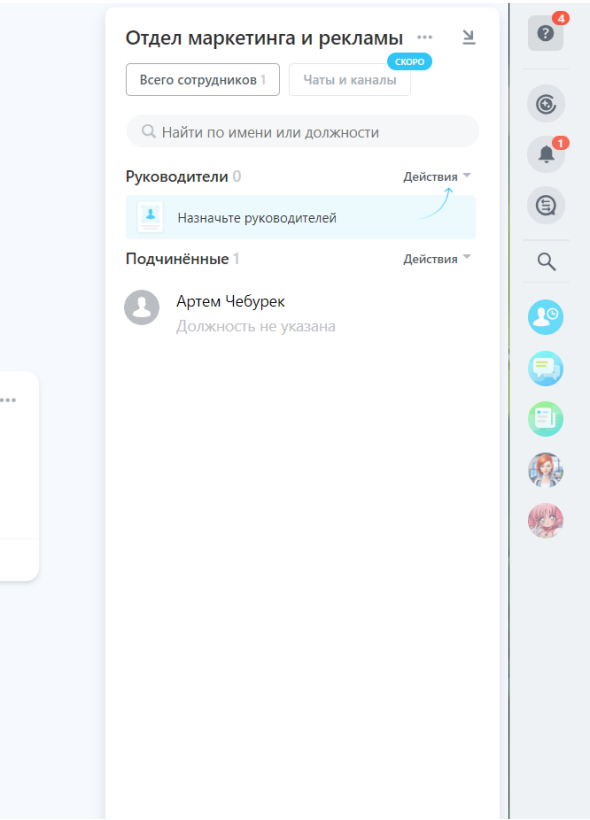 Отдел маркетинга и рекламы
4
СКОРО
Всего сотрудников 1
Чаты и каналы
1
Найти по имени или должности
Руководители 0
Действия
Назначьте руководителей
Подчинённые 1
Действия
Артем Чебурек
Должность не указана